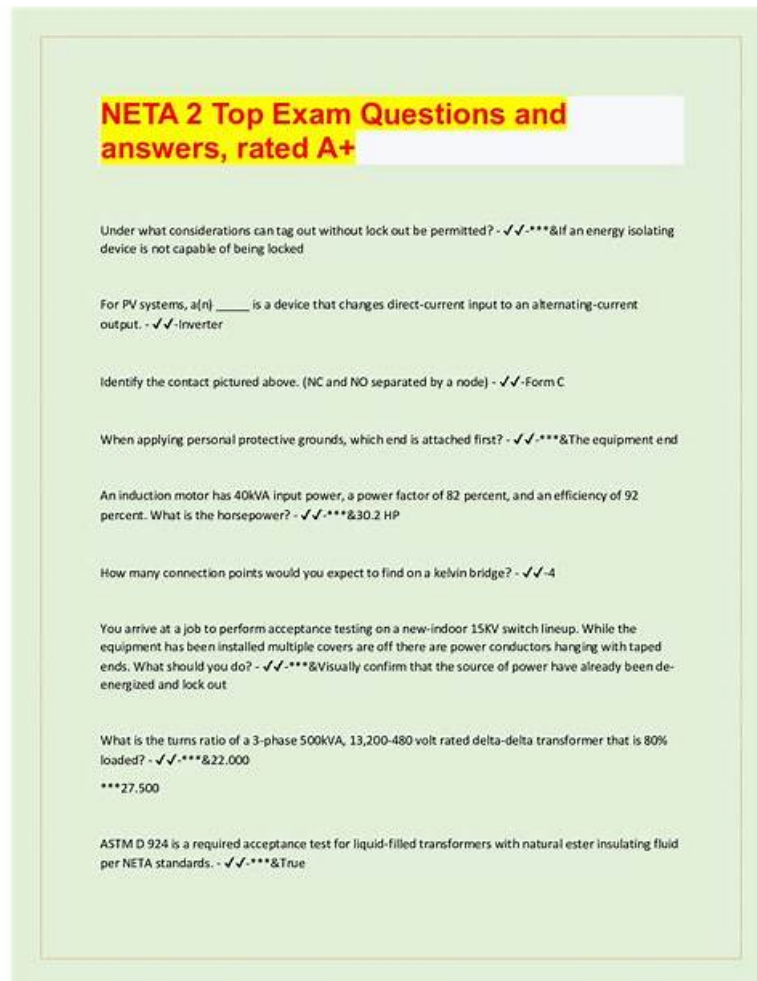 NETA 2 Top Exam Questions and
answers, rated A+
Under what considerations can tag out without lock out be permitted? - ✓✓-***&If an energy isolating
device is not capable of being locked
For PV systems, a(n) _____ is a device that changes direct-current input to an alternating-current
output. - ✓✓-Inverter
Identify the contact pictured above. (NC and NO separated by a node) - ✓✓-Form C
When applying personal protective grounds, which end is attached first? - ✓✓-***&The equipment end
An induction motor has 40kVA input power, a power factor of 82 percent, and an efficiency of 92
percent. What is the horsepower? - ✓✓-***&30.2 HP
How many connection points would you expect to find on a kelvin bridge? - ✓✓-4
You arrive at a job to perform acceptance testing on a new-indoor 15KV switch lineup. While the
equipment has been installed multiple covers are off there are power conductors hanging with taped
ends. What should you do? - ✓✓-***&Visually confirm that the source of power have already been de-
energized and lock out
What is the turns ratio of a 3-phase 500kVA, 13,200-480 volt rated delta-delta transformer that is 80%
loaded? - ✓✓-***&22.000
***27.500
ASTM D 924 is a required acceptance test for liquid-filled transformers with natural ester insulating fluid
per NETA standards. - ✓✓-***&True